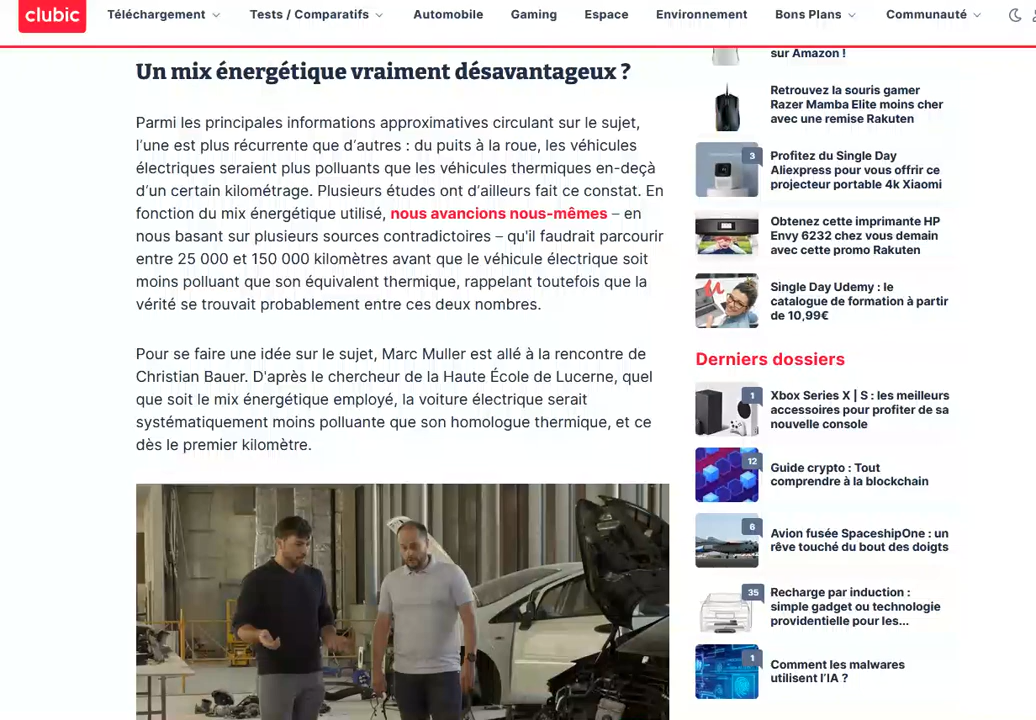 clubic
Téléchargement
Tests / Comparatifs
Automobile
Gaming
Espace
Environnement
Bons Plans
Communauté
Un mix énergétique vraiment désavantageux ?
Parmi les principales informations approximatives circulant sur le sujet,
l’une est plus récurrente que d’autres : du puits à la roue, les véhicules
électriques seraient plus polluants que les véhicules thermiques en-deçà
d’un certain kilométrage. Plusieurs études ont d’ailleurs fait ce constat. En
fonction du mix énergétique utilisé, nous avancions nous-mêmes – en
nous basant sur plusieurs sources contradictoires – qu'il faudrait parcourir
entre 25 000 et 150 000 kilomètres avant que le véhicule électrique soit
moins polluant que son équivalent thermique, rappelant toutefois que la
vérité se trouvait probablement entre ces deux nombres.
Pour se faire une idée sur le sujet, Marc Muller est allé à la rencontre de
Christian Bauer. D'après le chercheur de la Haute École de Lucerne, quel
que soit le mix énergétique employé, la voiture électrique serait
systématiquement moins polluante que son homologue thermique, et ce
dès le premier kilomètre.
sur Amazon !
Retrouvez la souris gamer
Razer Mamba Elite moins cher
avec une remise Rakuten
3
Profitez du Single Day
Aliexpress pour vous offrir ce
projecteur portable 4k Xiaomi
Obtenez cette imprimante HP
Envy 6232 chez vous demain
avec cette promo Rakuten
Single Day Udemy : le
catalogue de formation à partir
de 10,99€
Derniers dossiers
1
Xbox Series X | S : les meilleurs
accessoires pour profiter de sa
nouvelle console
12
Guide crypto : Tout
comprendre à la blockchain
6
Avion fusée SpaceshipOne : un
rêve touché du bout des doigts
35
Recharge par induction :
simple gadget ou technologie
providentielle pour les...
1
Comment les malwares
utilisent l’IA ?